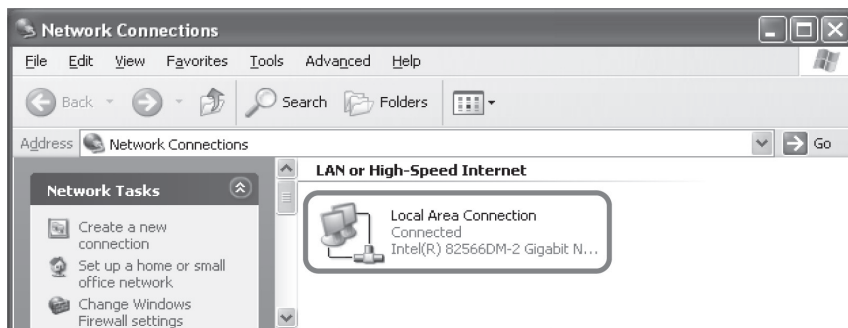 Network Connections
File Edit View Favorites Tools Advanced Help
Back Search Folders
Address Network Connections Go
Network Tasks
Create a new
connection
Set up a home or small
office network
Change Windows
Firewall settings
LAN or High-Speed Internet
Local Area Connection
Connected
Intel(R) 82566DM-2 Gigabit N...